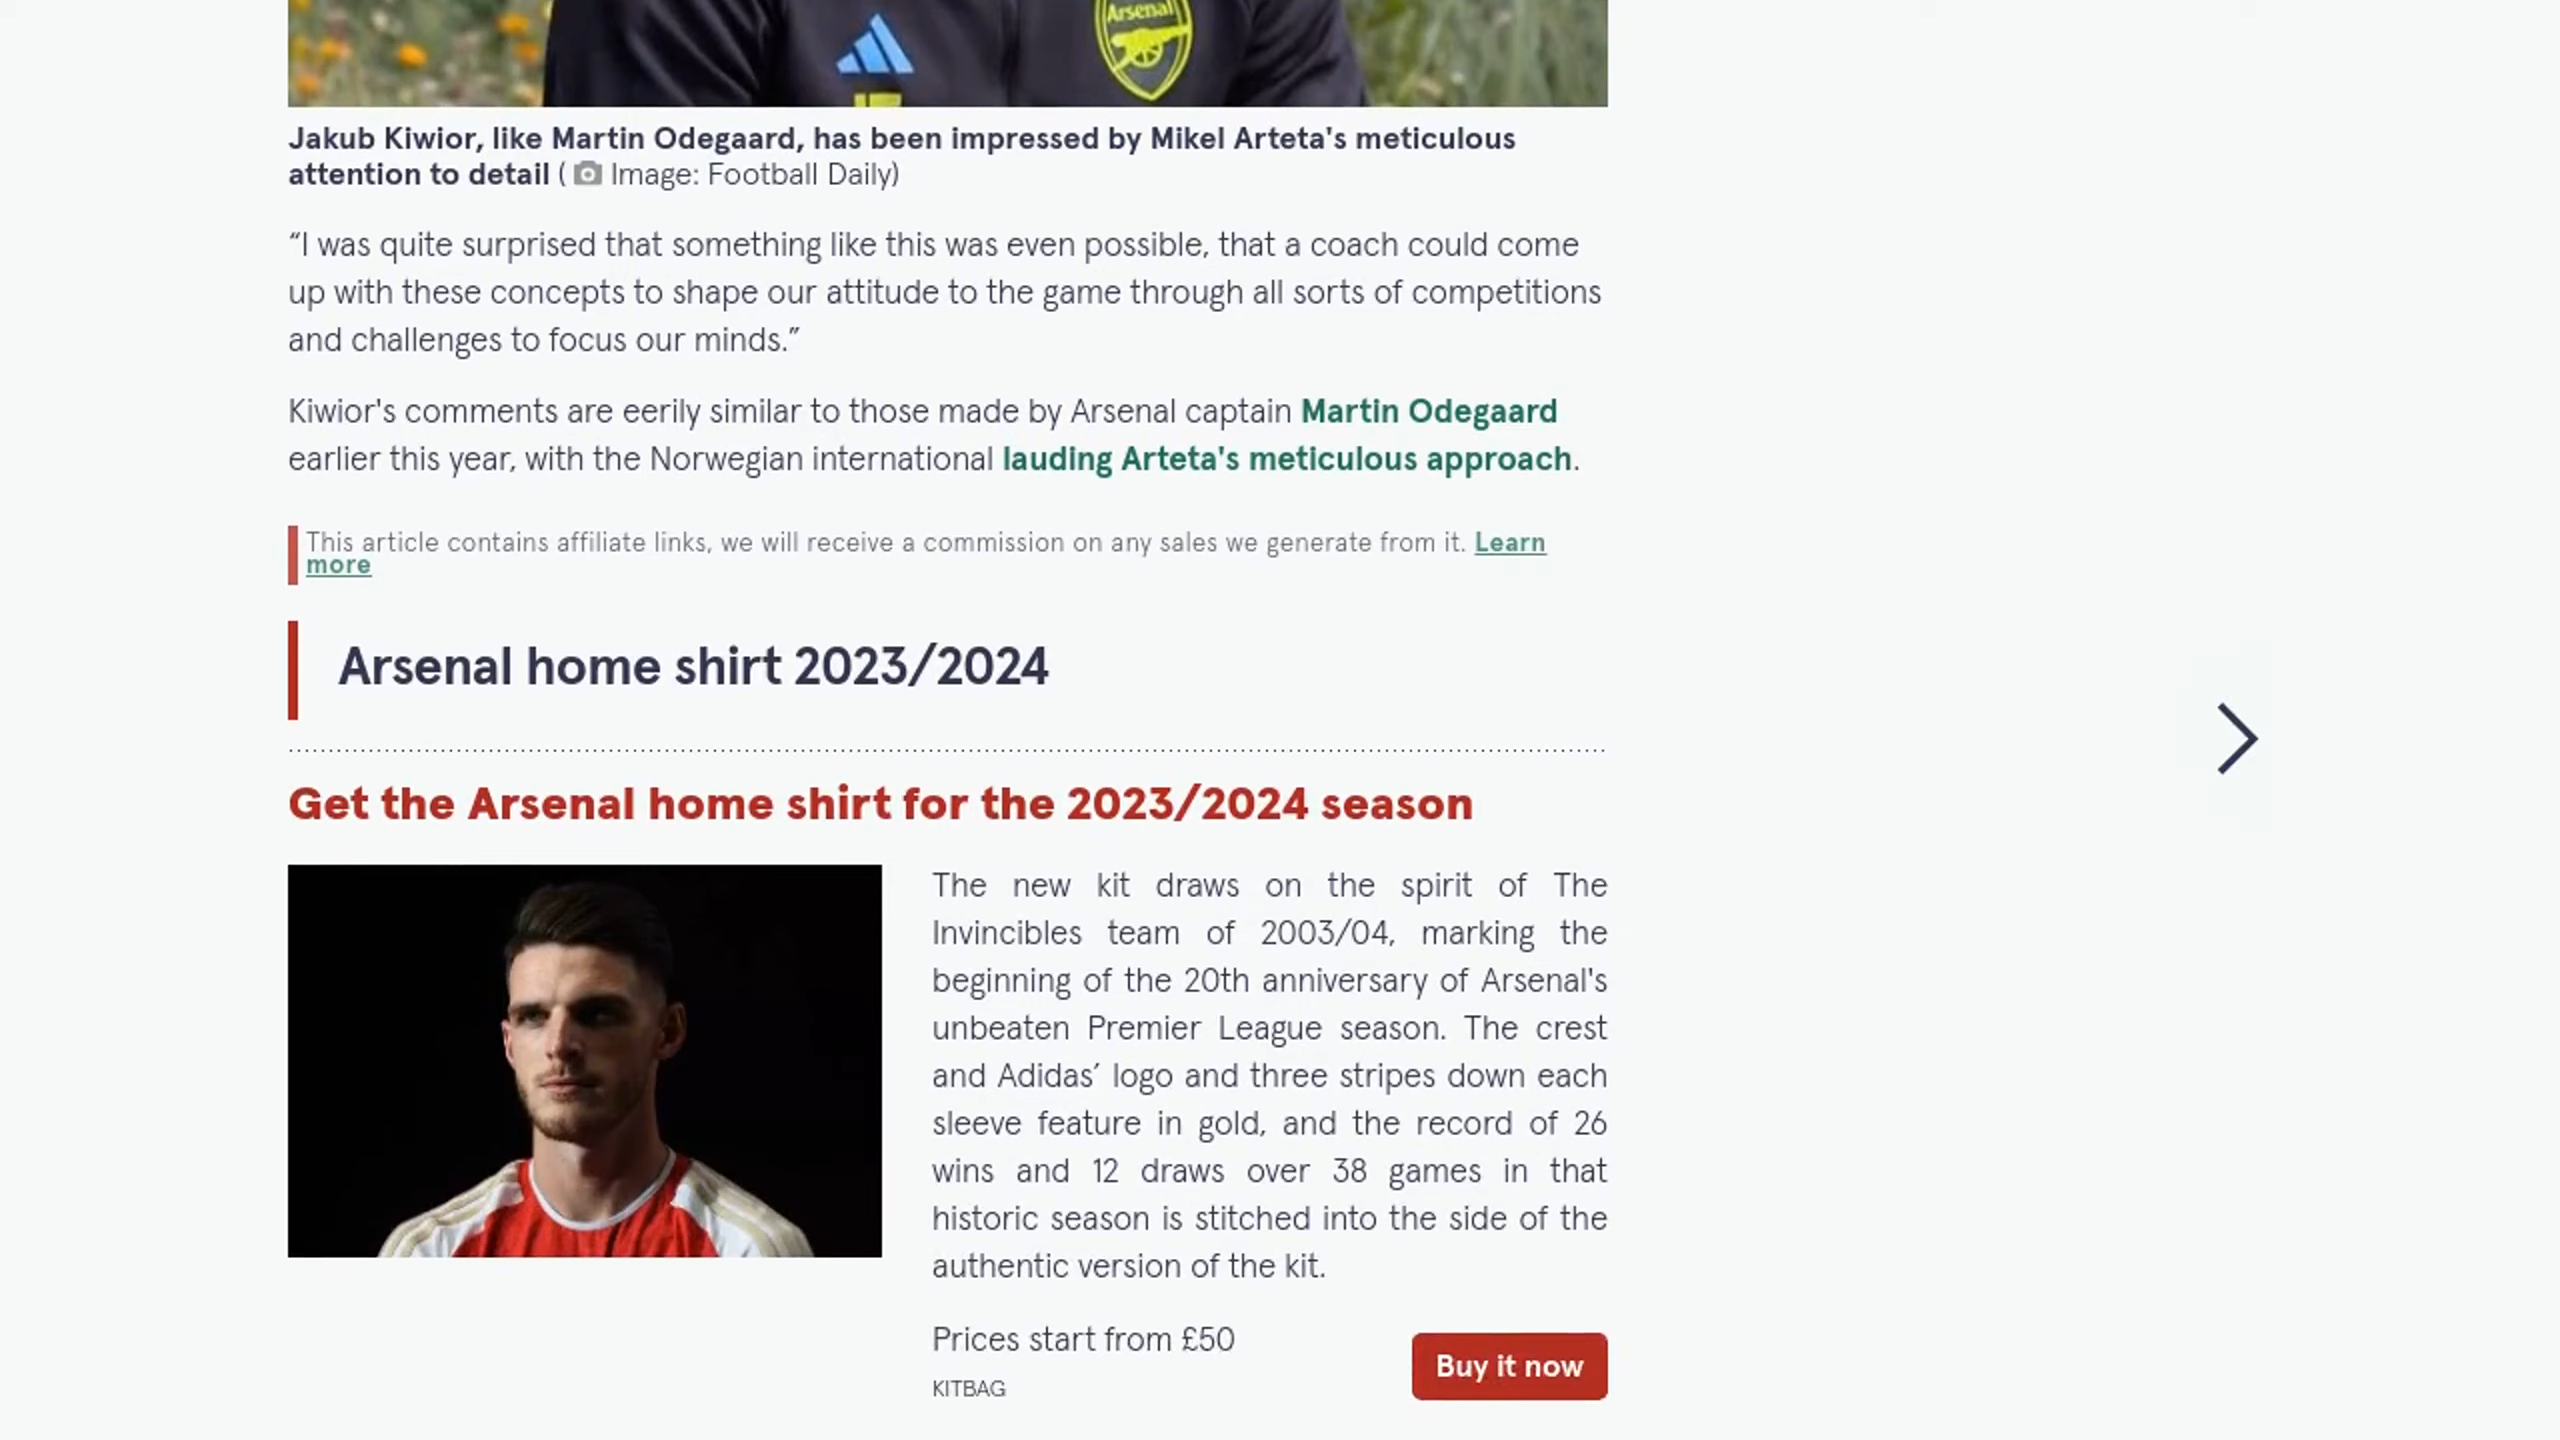 Arsenal
Jakub Kiwior, like Martin Odegaard, has been impressed by Mikel Arteta's meticulous
attention to detail ( Image: Football Daily)
“I was quite surprised that something like this was even possible, that a coach could come
up with these concepts to shape our attitude to the game through all sorts of competitions
and challenges to focus our minds.”
Kiwior's comments are eerily similar to those made by Arsenal captain Martin Odegaard
earlier this year, with the Norwegian international lauding Arteta's meticulous approach.
This article contains affiliate links, we will receive a commission on any sales we generate from it. Learn
more
Arsenal home shirt 2023/2024
Get the Arsenal home shirt for the 2023/2024 season
The new kit draws on the spirit of The
Invincibles team of 2003/04, marking the
beginning of the 20th anniversary of Arsenal's
unbeaten Premier League season. The crest
and Adidas’ logo and three stripes down each
sleeve feature in gold, and the record of 26
wins and 12 draws over 38 games in that
historic season is stitched into the side of the
authentic version of the kit.
Prices start from £50
KITBAG
Buy it now